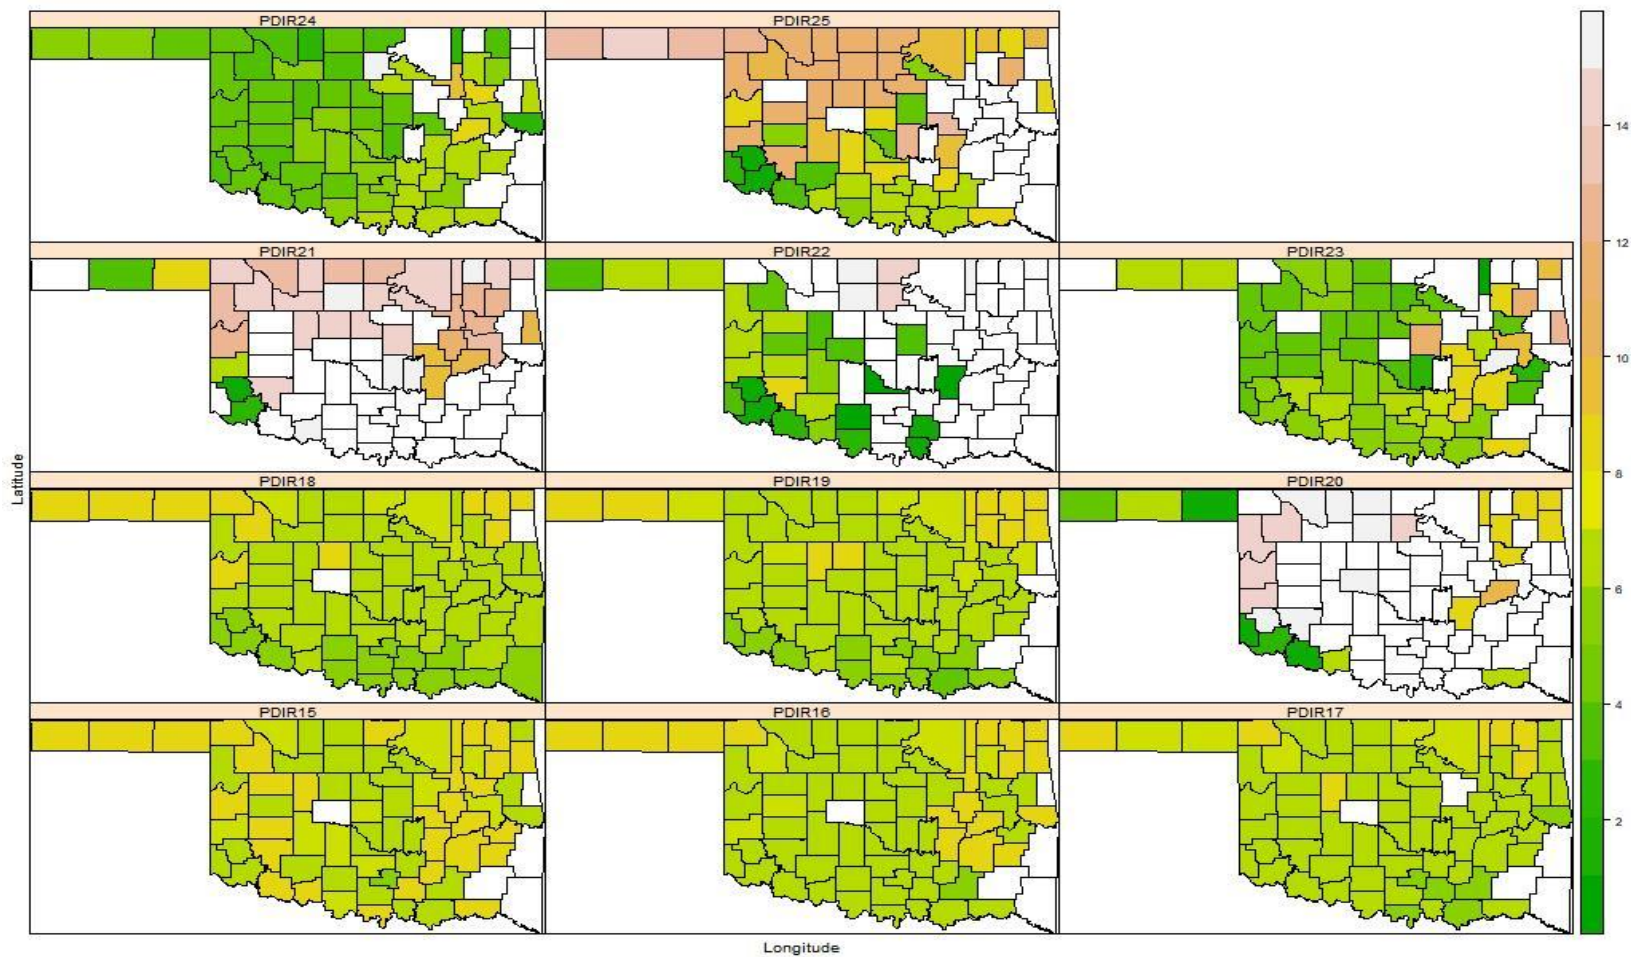 PDIR24 PDIR25
PDIR21 PDIR22 PDIR23
PDIR18 PDIR19 PDIR20
PDIR15 PDIR16 PDIR17
Latitude
Longitude
14
12
10
8
6
4
2